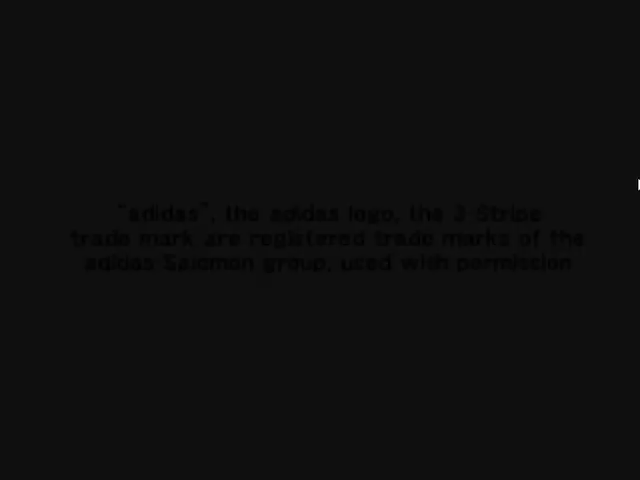 "adidas", the adidas logo, the 3-Stripe
trade mark are registered trade marks of the
adidas Salomon group, used with permission